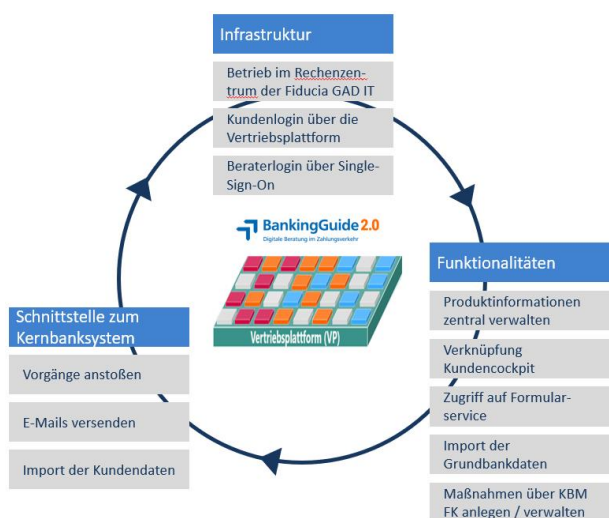 Infrastruktur
Betrieb im Rechenzen-
trum der Fiducia GAD IT
Kundenlogin über die
Vertriebsplattform
Beraterlogin über Single-
Sign-On
BankingGuide 2.0
Digitale Beratung im Zahlungsverkehr
Vertriebsplattform (VP)
Funktionalitäten
Produktinformationen
zentral verwalten
Verknüpfung
Kundencockpit
Zugriff auf Formular-
service
Import der
Grundbankdaten
Maßnahmen über KBM
FK anlegen / verwalten
Schnittstelle zum
Kernbanksystem
Vorgänge anstoßen
E-Mails versenden
Import der Kundendaten